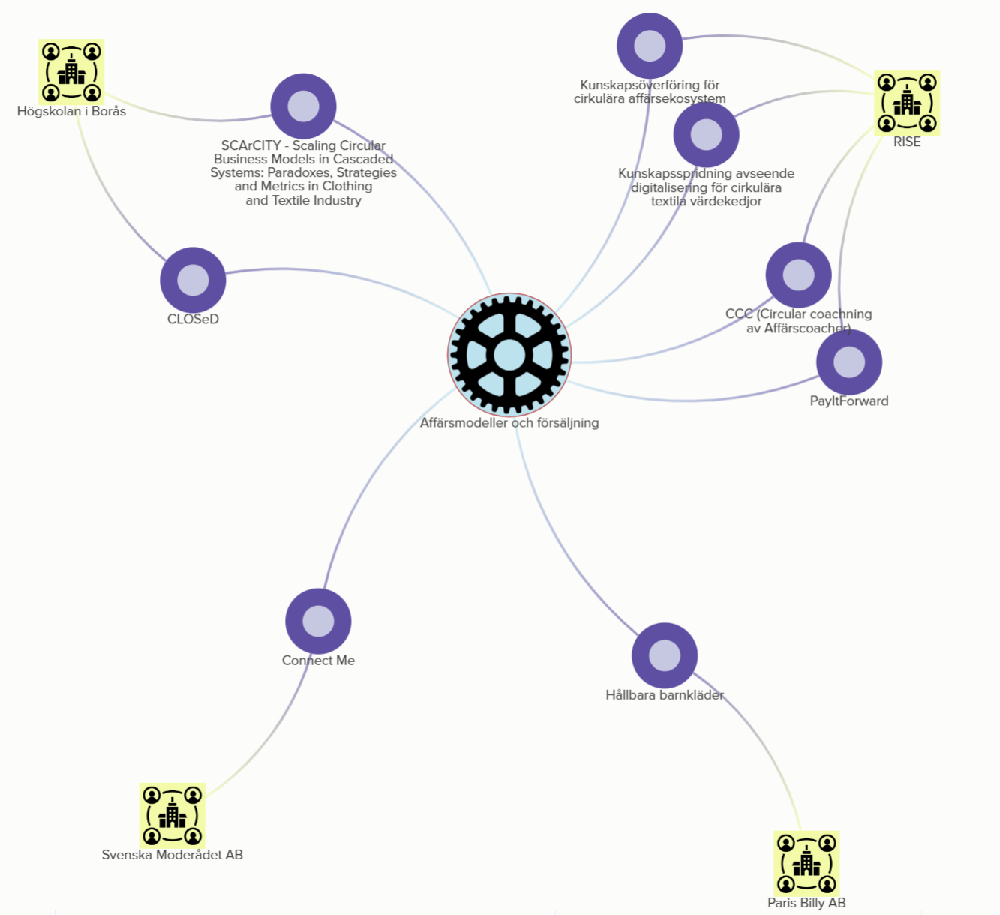 Kunskapsöverföring för
cirkulära affärsekosystem
Högskolan i Borås
RISE
SCArCITY - Scaling Circular
Business Models in Cascaded
Systems: Paradoxes, Strategies
and Metrics in Clothing
and Textile Industry
Kunskapsspridning avseende
digitalisering för cirkulära
textila värdekedjor
CLOSeD
CCC (Circular coachning
av Affärscoacher)
PayItForward
Affärsmodeller och försäljning
Connect Me
Hållbara barnkläder
Svenska Moderådet AB
Paris Billy AB